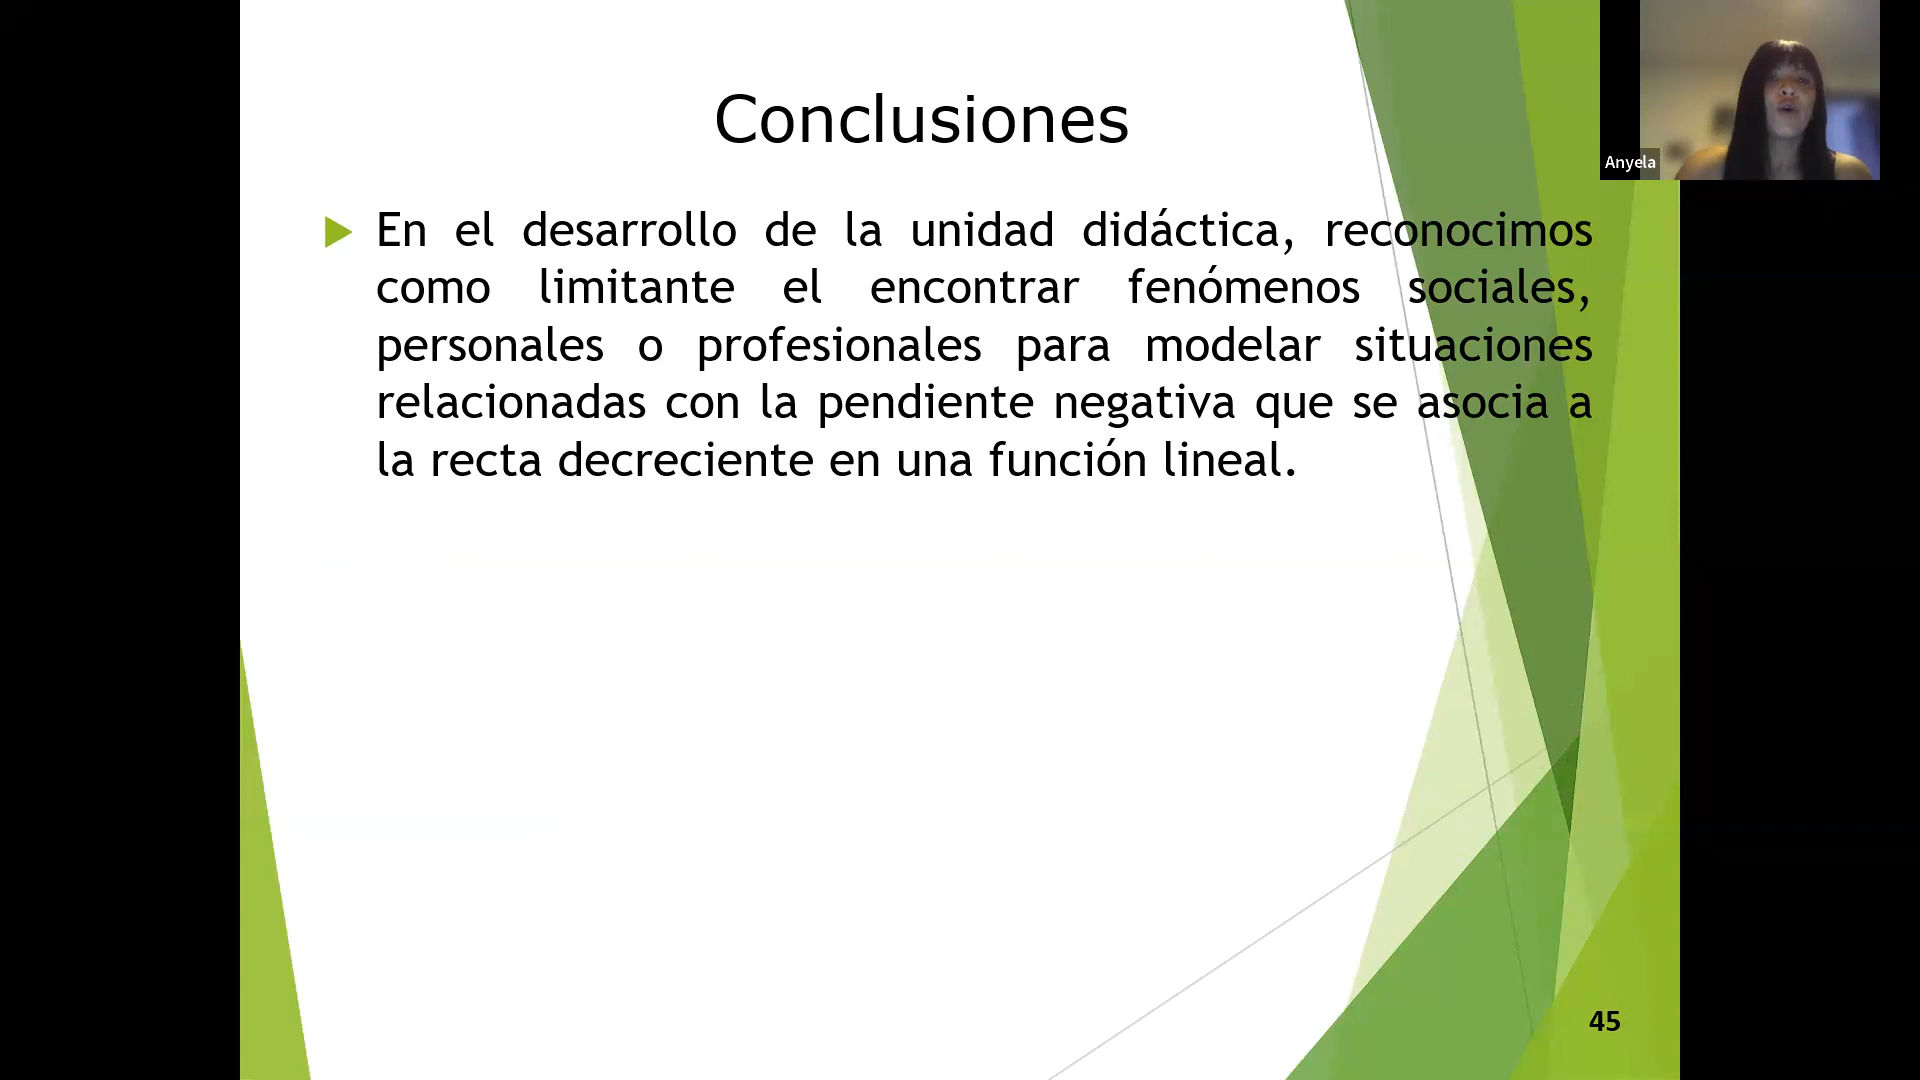 Conclusiones
Anyela
En el desarrollo de la unidad didáctica, reconocimos
como limitante el encontrar fenómenos sociales,
personales o profesionales para modelar situaciones
relacionadas con la pendiente negativa que se asocia a
la recta decreciente en una función lineal.
45